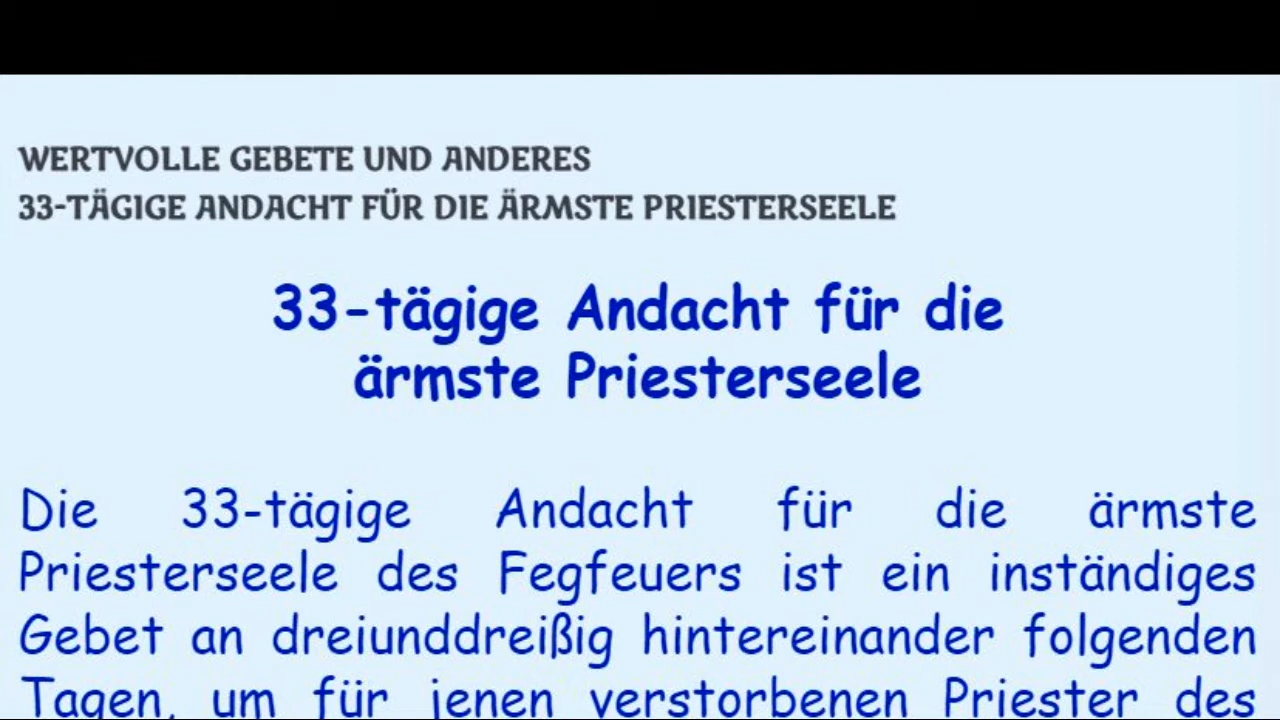 WERTVOLLE GEBETE UND ANDERES
33-TÄGIGE ANDACHT FÜR DIE ÄRMSTE PRIESTERSEELE
33-tägige Andacht für die
ärmste Priesterseele
Die 33-tägige Andacht für die ärmste
Priesterseele des Fegfeuers ist ein inständiges
Gebet an dreiunddreißig hintereinander folgenden
Tagen, um für jenen verstorbenen Priester des